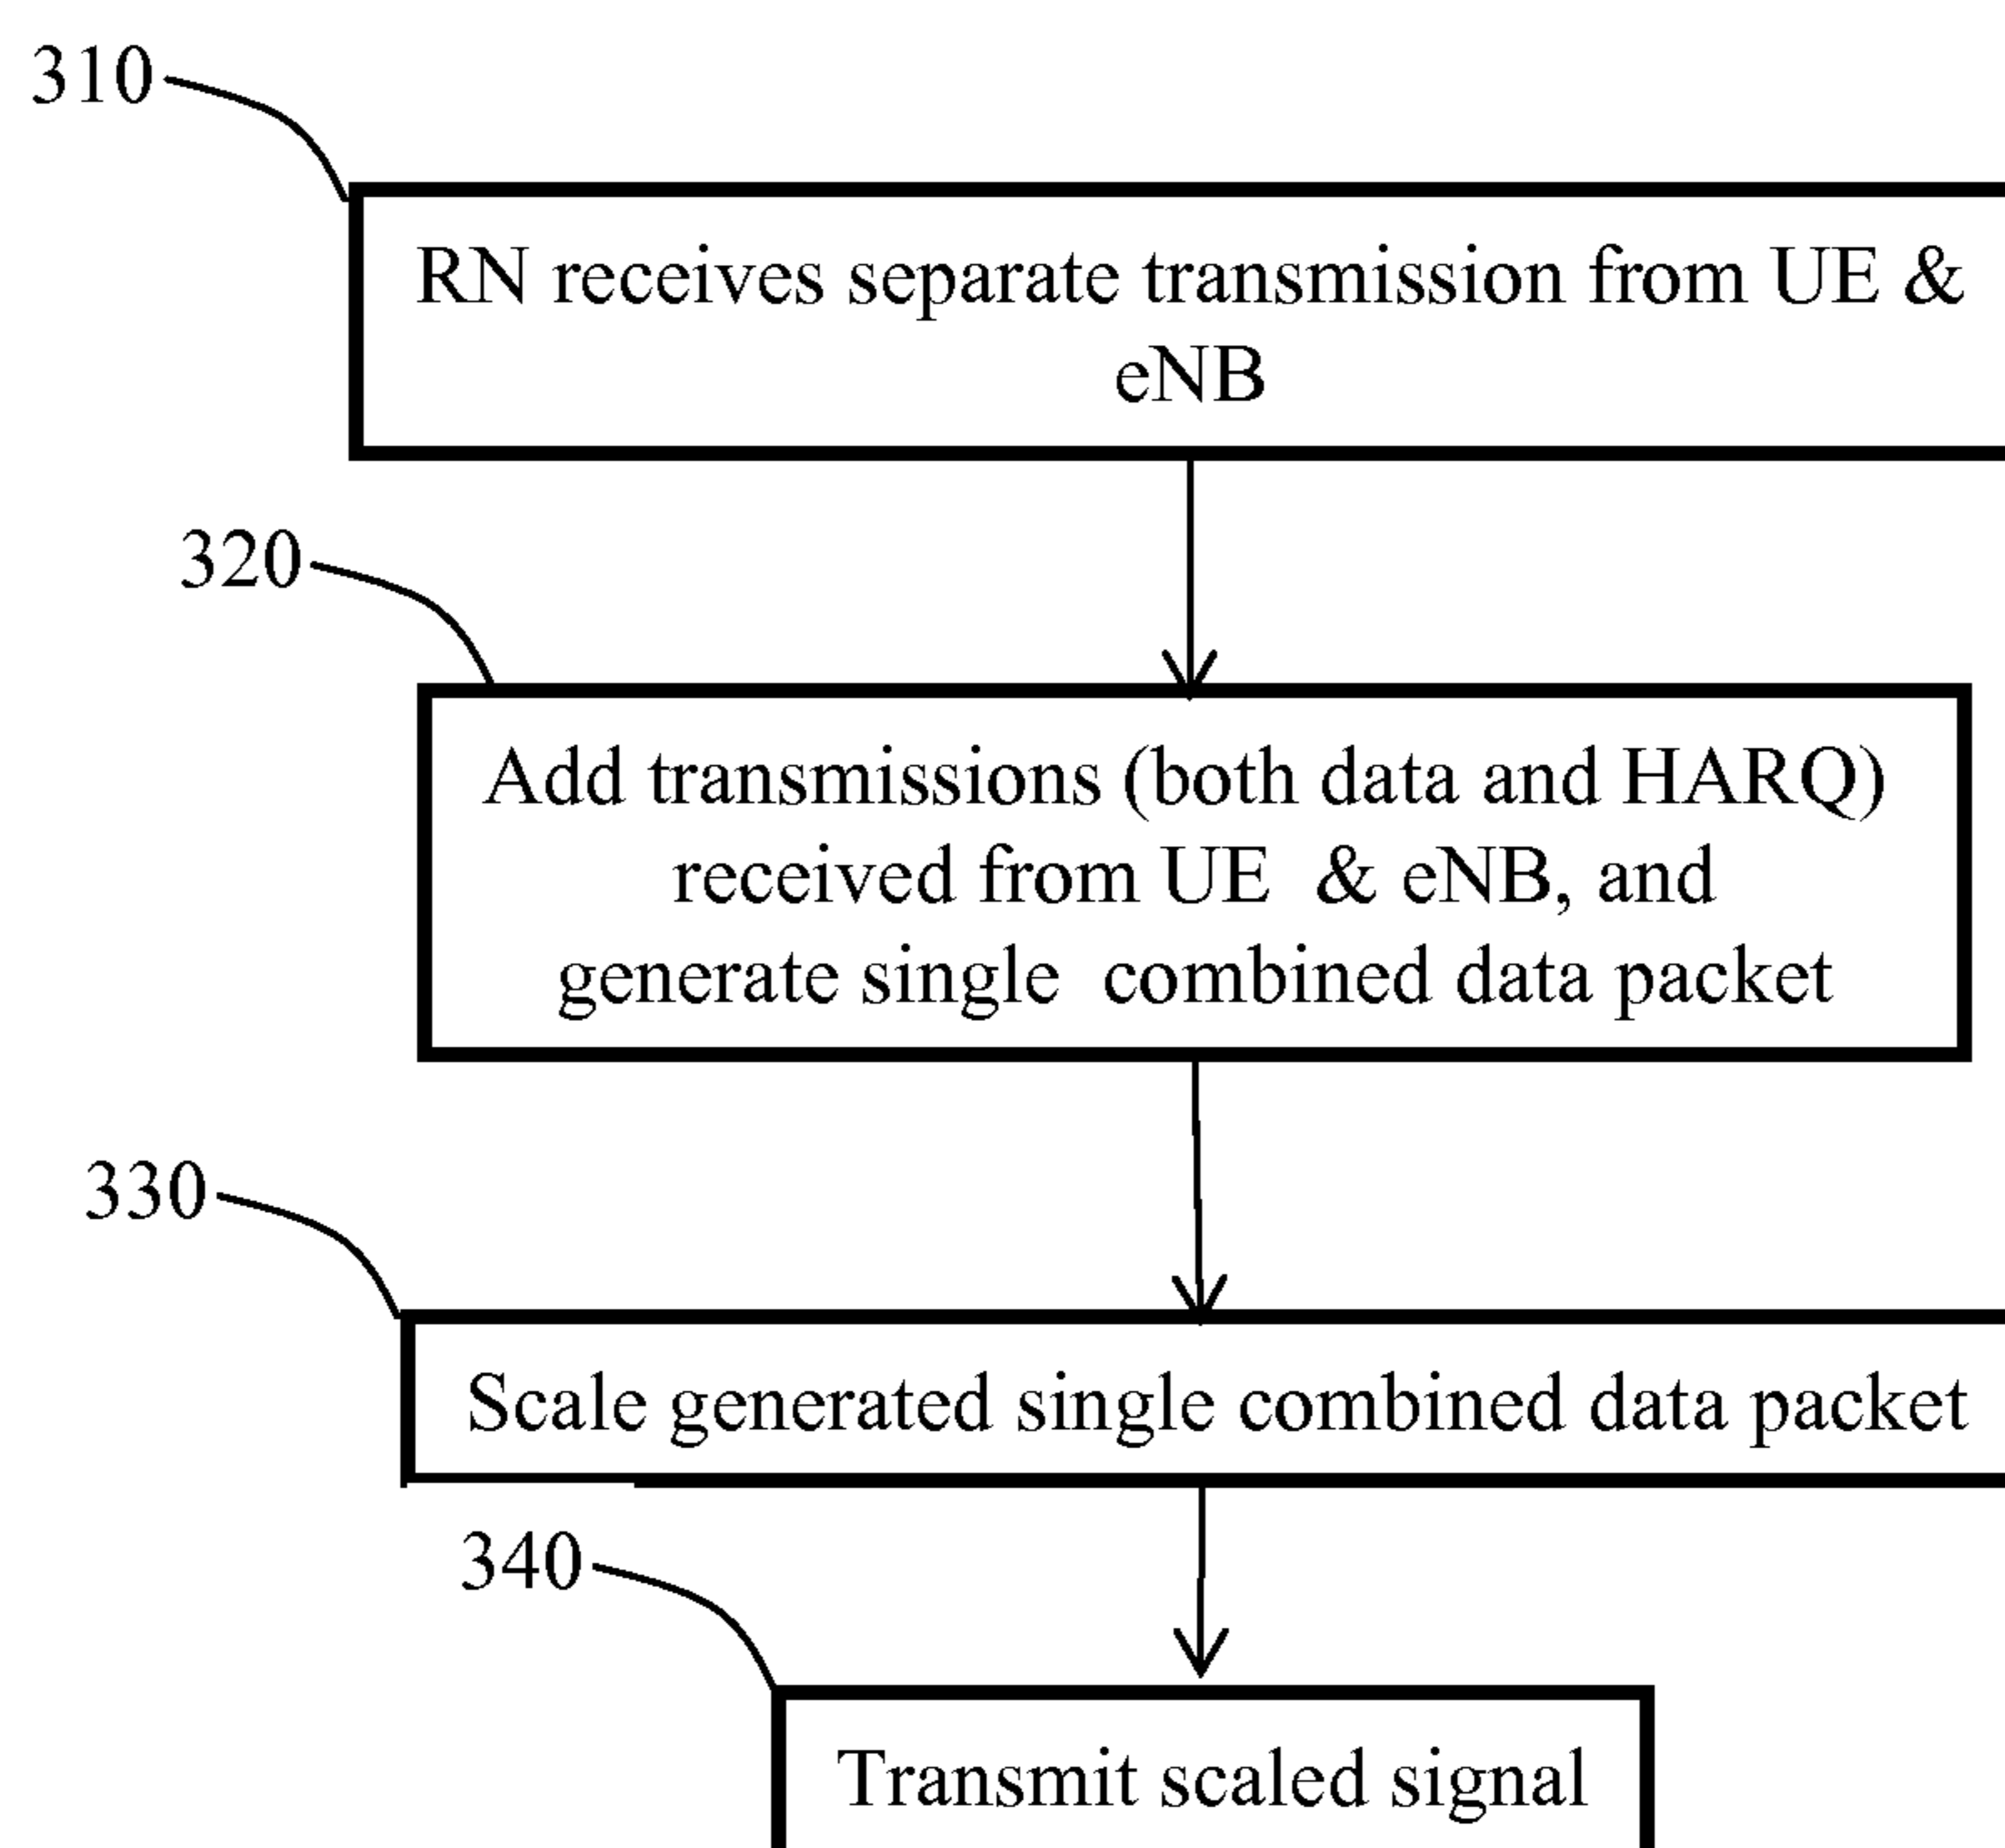 310
RN receives separate transmission from UE &
eNB
320
Add transmissions (both data and HARQ)
received from UE & eNB, and
generate single combined data packet
330
Scale generated single combined data packet
340
Transmit scaled signal